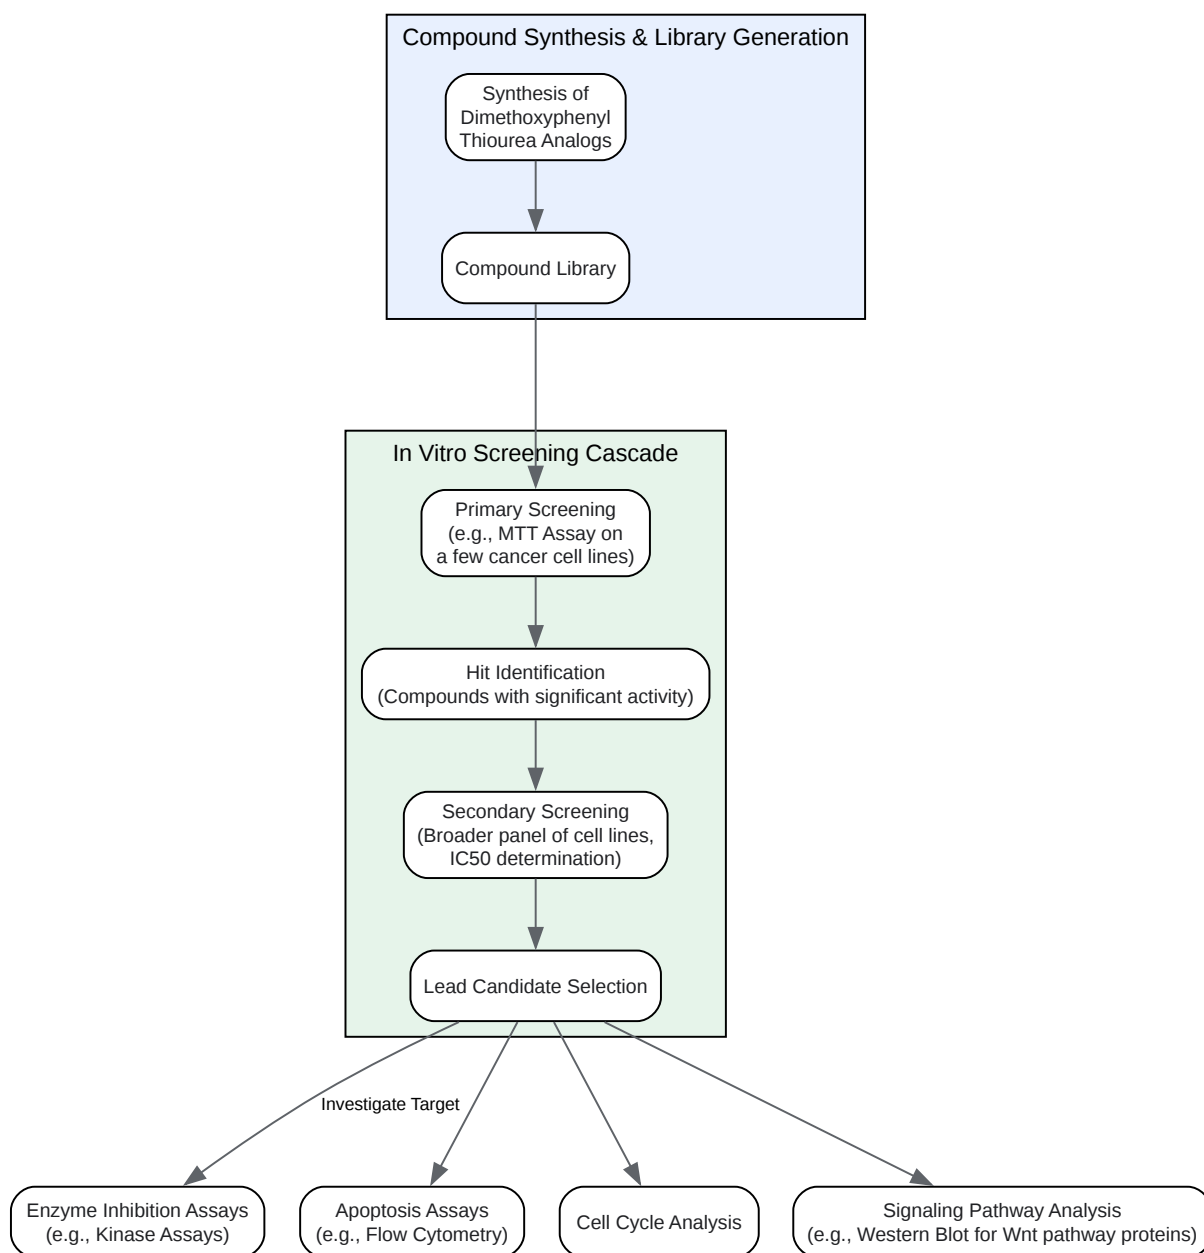 Compound Synthesis & Library Generation
Synthesis of
Dimethoxyphenyl
Thiourea Analogs
Compound Library
In Vitro Screening Cascade
Primary Screening
(e.g., MTT Assay on
a few cancer cell lines)
Hit Identification
(Compounds with significant activity)
Secondary Screening
(Broader panel of cell lines,
IC50 determination)
Lead Candidate Selection
Investigate Target
Enzyme Inhibition Assays
(e.g., Kinase Assays)
Apoptosis Assays
(e.g., Flow Cytometry)
Cell Cycle Analysis
Signaling Pathway Analysis
(e.g., Western Blot for Wnt pathway proteins)